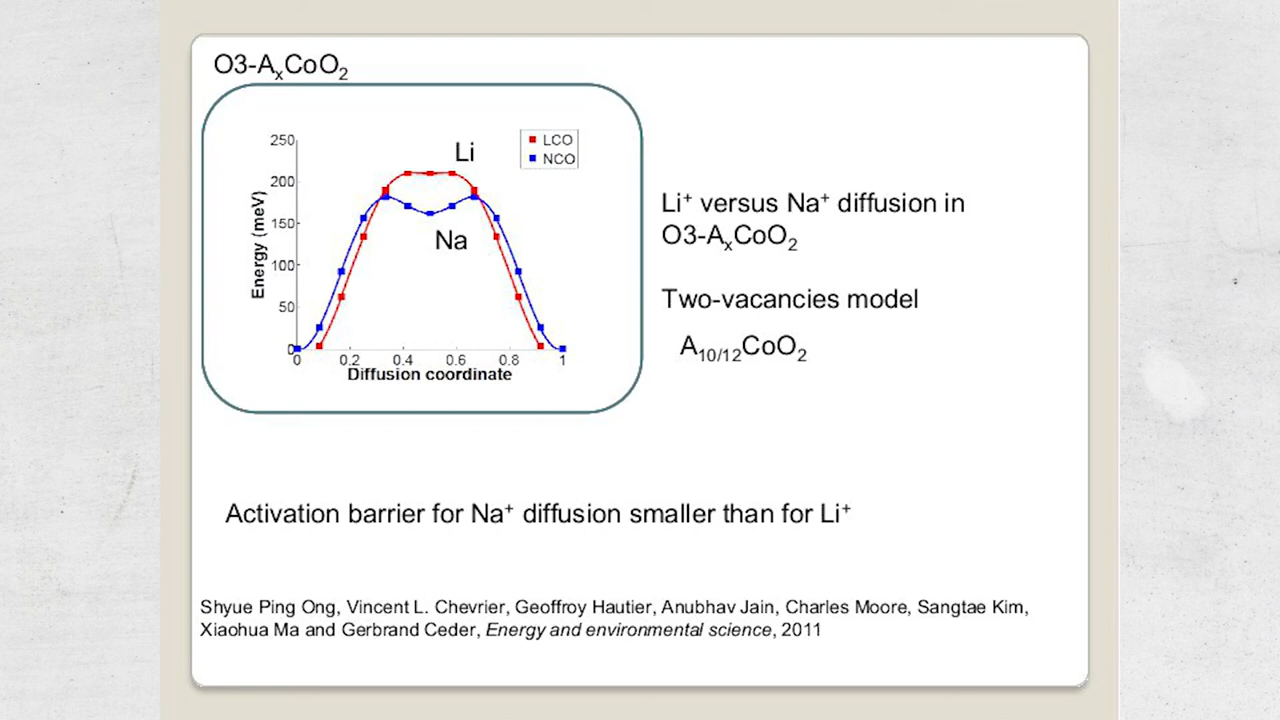 O3-AₓCoO₂
250
200
150
100
50
0
Energy (meV)
Li
Na
LCO
NCO
0 0.2 0.4 0.6 0.8 1
Diffusion coordinate
Li⁺ versus Na⁺ diffusion in
O3-AₓCoO₂
Two-vacancies model
A₁₀/₁₂CoO₂
Activation barrier for Na⁺ diffusion smaller than for Li⁺
Shyue Ping Ong, Vincent L. Chevrier, Geoffroy Hautier, Anubhav Jain, Charles Moore, Sangtae Kim,
Xiaohua Ma and Gerbrand Ceder, Energy and environmental science, 2011